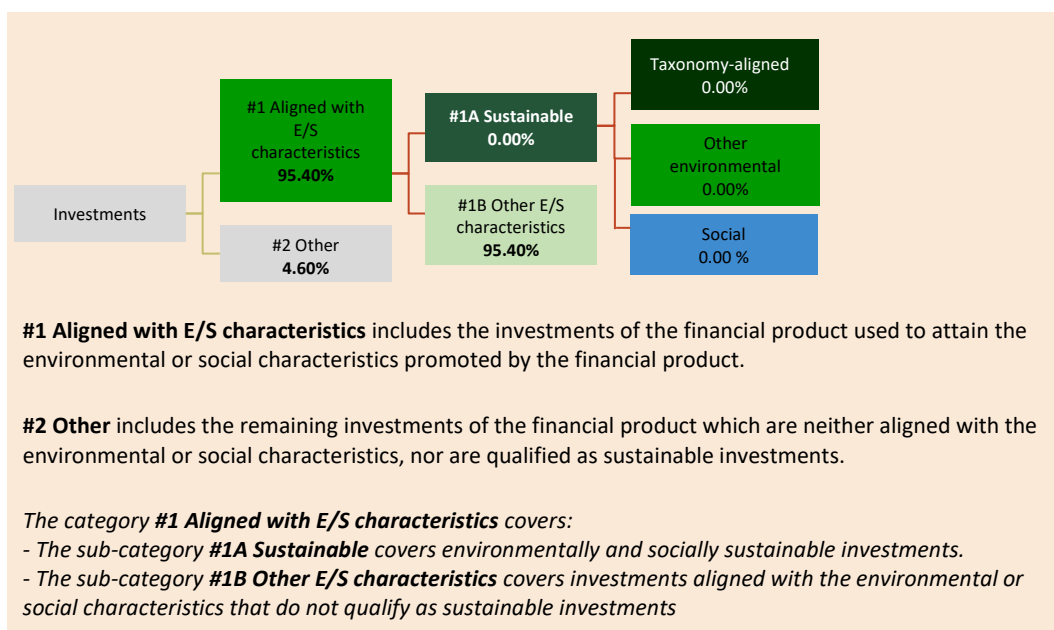 Investments
#1 Aligned with
E/S
characteristics
95.40%
#2 Other
4.60%
#1A Sustainable
0.00%
#1B Other E/S
characteristics
95.40%
Taxonomy-aligned
0.00%
Other
environmental
0.00%
Social
0.00 %
#1 Aligned with E/S characteristics includes the investments of the financial product used to attain the
environmental or social characteristics promoted by the financial product.
#2 Other includes the remaining investments of the financial product which are neither aligned with the
environmental or social characteristics, nor are qualified as sustainable investments.
The category #1 Aligned with E/S characteristics covers:
- The sub-category #1A Sustainable covers environmentally and socially sustainable investments.
- The sub-category #1B Other E/S characteristics covers investments aligned with the environmental or
social characteristics that do not qualify as sustainable investments